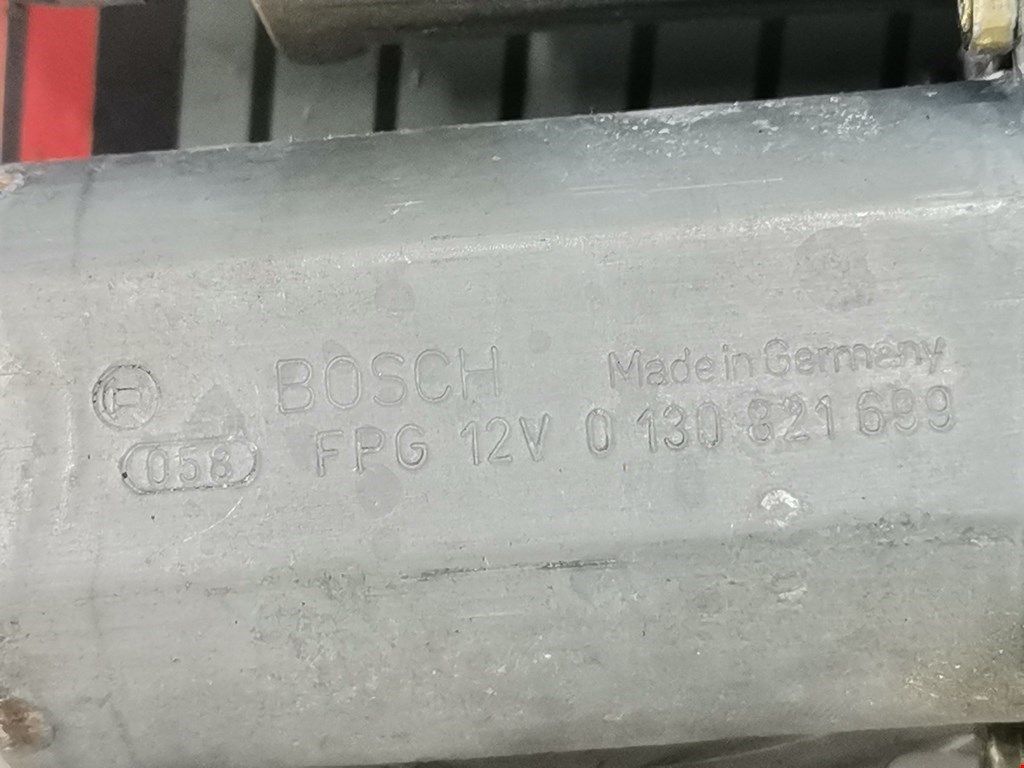 BOSCH Made in Germany
058 FPG 12V 0 130 821 699